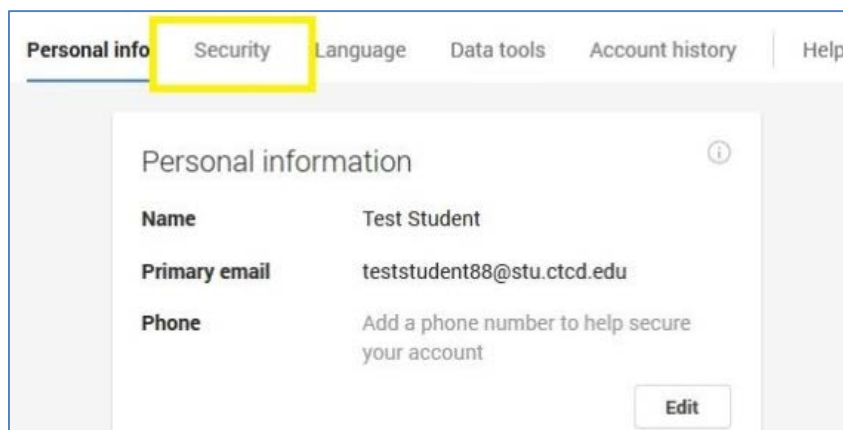 Personal info Security Language Data tools Account history Help
Personal information
Name Test Student
Primary email teststudent88@stu.ctcd.edu
Phone Add a phone number to help secure
your account
Edit